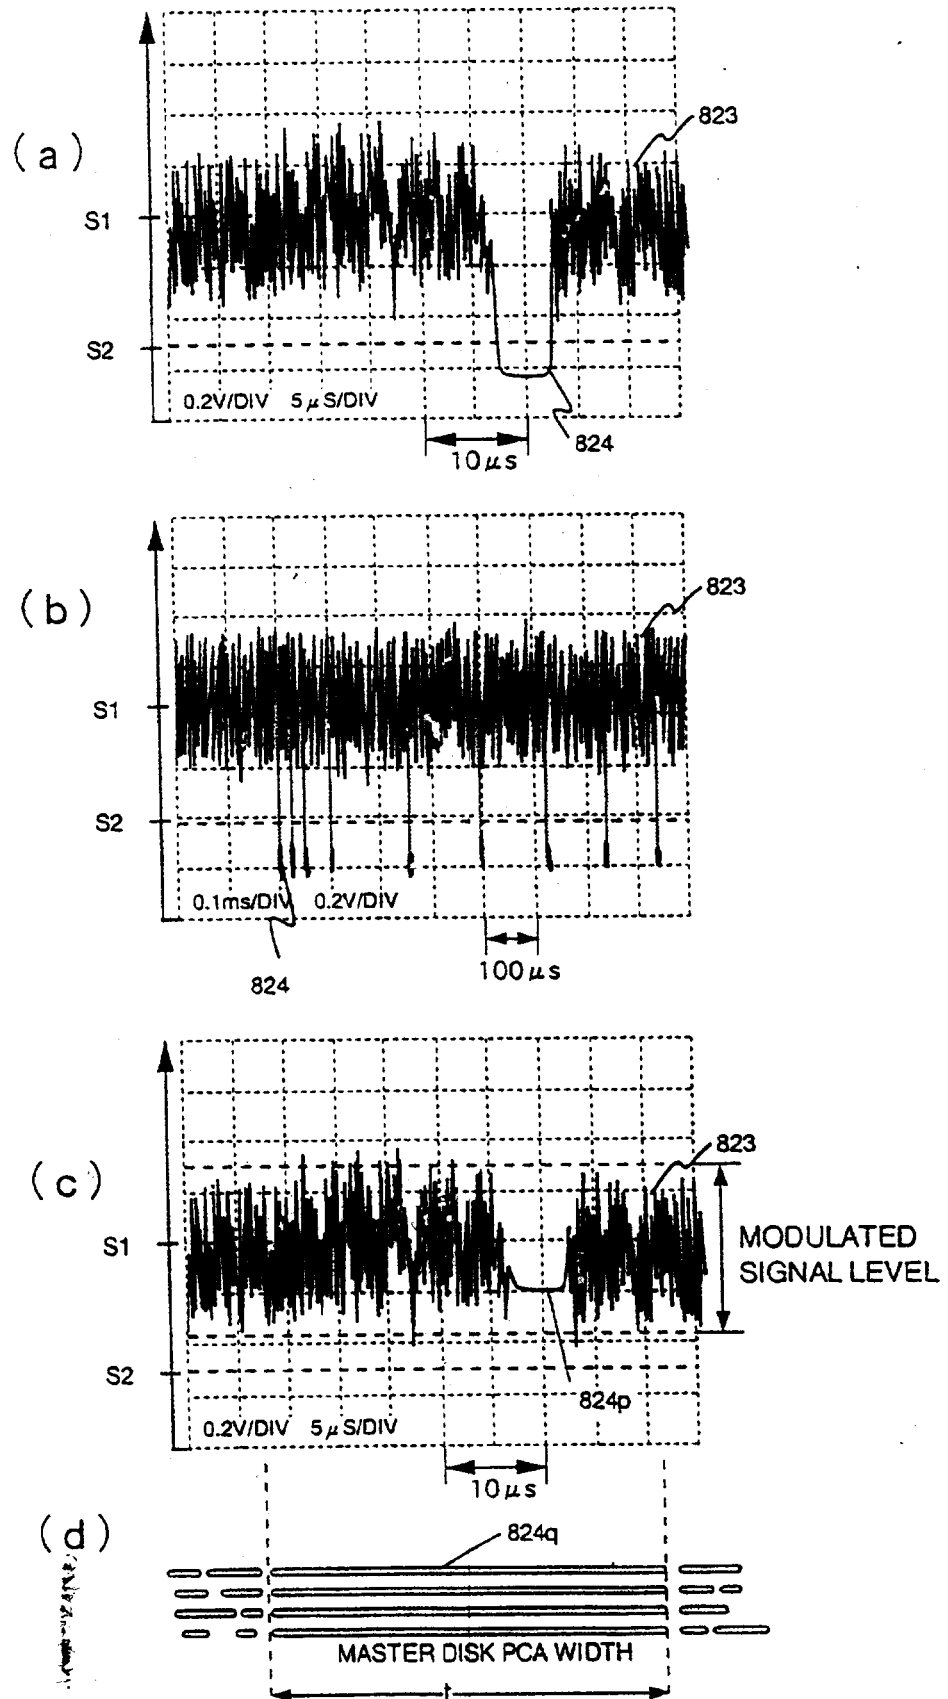 (a)
823
S1
S2
0.2V/DIV 5μS/DIV
824
10μs
(b)
823
S1
S2
0.1ms/DIV 0.2V/DIV
824
100μs
(c)
823
S1
MODULATED
SIGNAL LEVEL
S2
824p
0.2V/DIV 5μS/DIV
10μs
(d)
824q
MASTER DISK PCA WIDTH
t